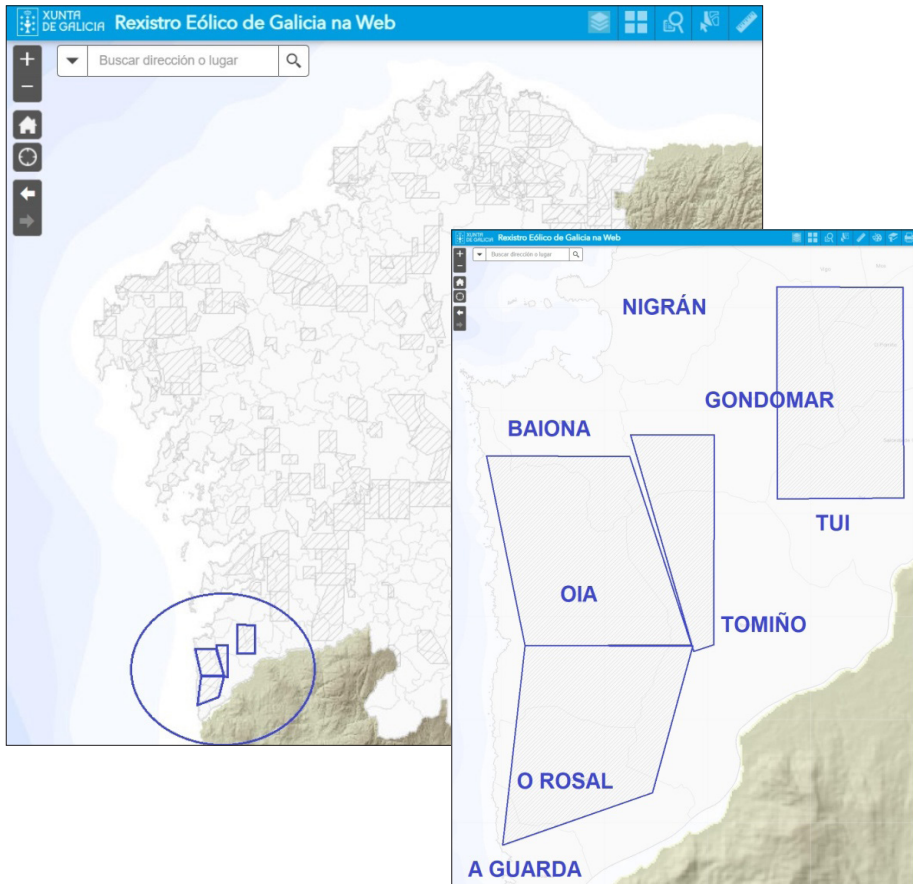 XUNTA
DE GALICIA
Rexistro Eólico de Galicia na Web
Buscar dirección o lugar
XUNTA
DE GALICIA
Rexistro Eólico de Galicia na Web
Buscar dirección o lugar
NIGRÁN
GONDOMAR
BAIONA
TUI
OIA
TOMIÑO
O ROSAL
A GUARDA